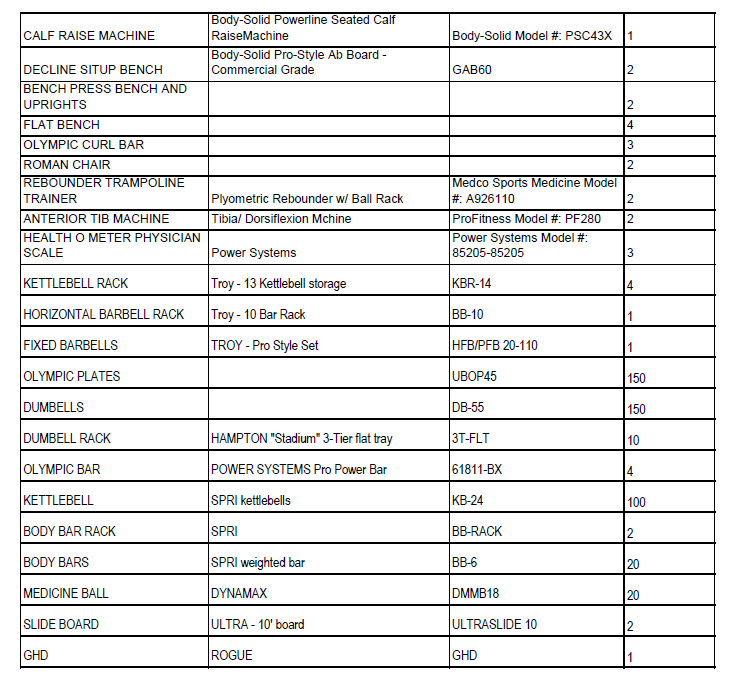 CALF RAISE MACHINE Body-Solid Powerline Seated Calf
RaiseMachine Body-Solid Model #: PSC43X 1
DECLINE SITUP BENCH Body-Solid Pro-Style Ab Board -
Commercial Grade GAB60 2
BENCH PRESS BENCH AND
UPRIGHTS 2
FLAT BENCH 4
OLYMPIC CURL BAR 3
ROMAN CHAIR 2
REBOUNDER TRAMPOLINE
TRAINER Plyometric Rebounder w/ Ball Rack Medco Sports Medicine Model
#: A926110 2
ANTERIOR TIB MACHINE Tibia/ Dorsiflexion Mchine ProFitness Model #: PF280 2
HEALTH O METER PHYSICIAN
SCALE Power Systems Power Systems Model #:
85205-85205 3
KETTLEBELL RACK Troy - 13 Kettlebell storage KBR-14 4
HORIZONTAL BARBELL RACK Troy - 10 Bar Rack BB-10 1
FIXED BARBELLS TROY - Pro Style Set HFB/PFB 20-110 1
OLYMPIC PLATES UBOP45 150
DUMBELLS DB-55 150
DUMBELL RACK HAMPTON "Stadium" 3-Tier flat tray 3T-FLT 10
OLYMPIC BAR POWER SYSTEMS Pro Power Bar 61811-BX 4
KETTLEBELL SPRI kettlebells KB-24 100
BODY BAR RACK SPRI BB-RACK 2
BODY BARS SPRI weighted bar BB-6 20
MEDICINE BALL DYNAMAX DMMB18 20
SLIDE BOARD ULTRA - 10' board ULTRASLIDE 10 2
GHD ROGUE GHD 1